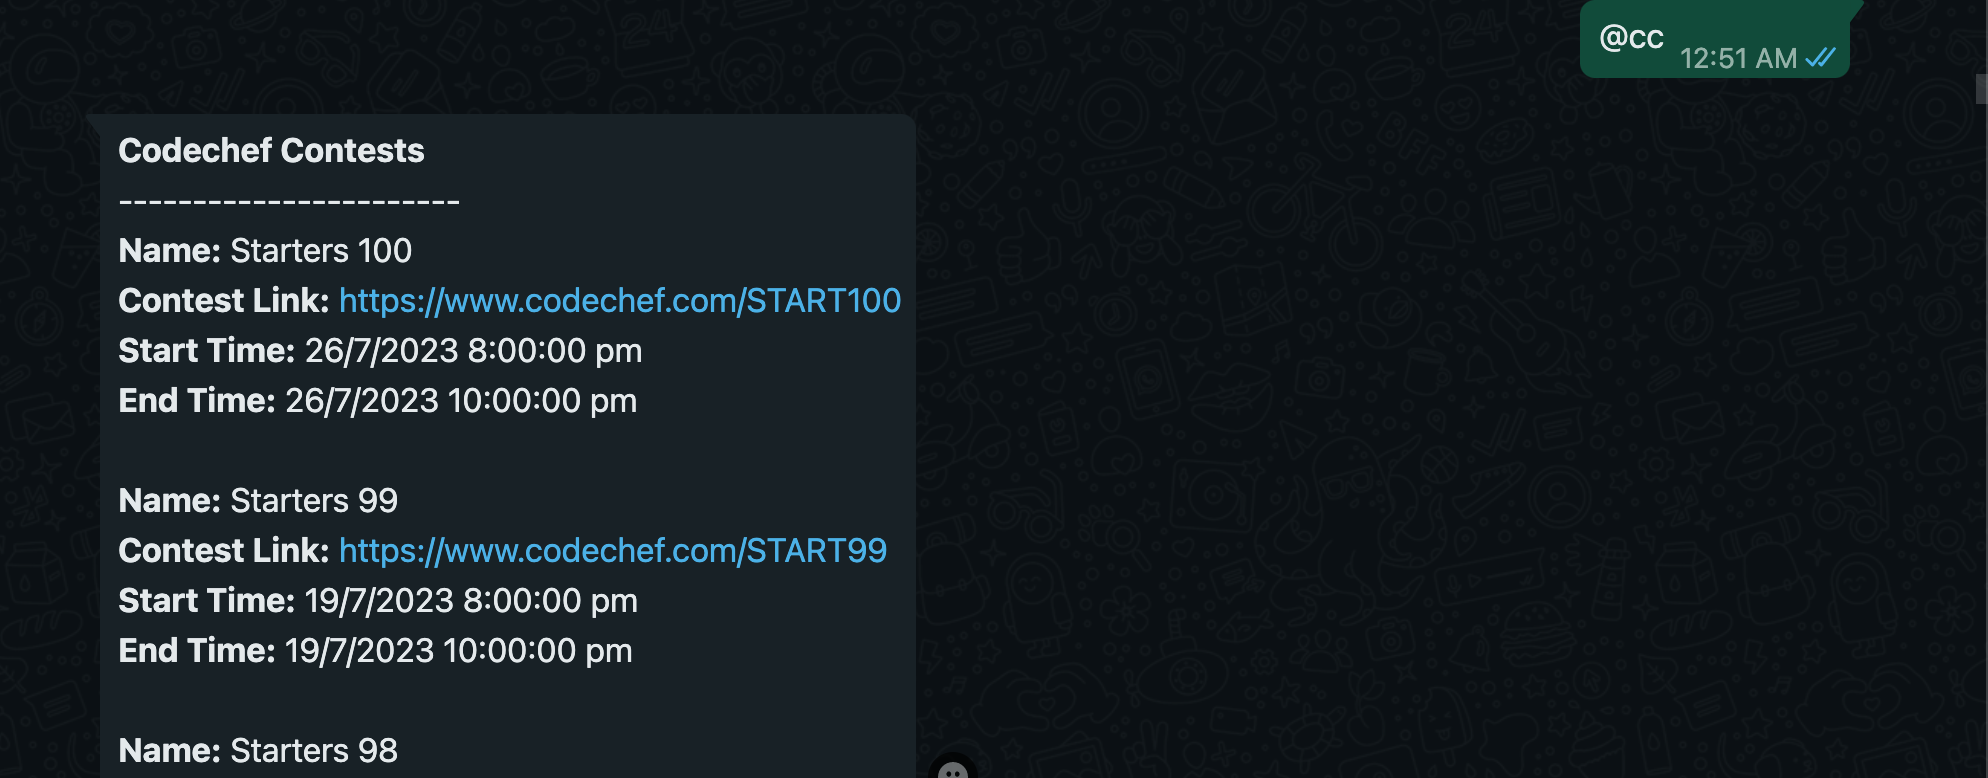 @cc
12:51 AM
Codechef Contests
-----------------------
Name: Starters 100
Contest Link: https://www.codechef.com/START100
Start Time: 26/7/2023 8:00:00 pm
End Time: 26/7/2023 10:00:00 pm
Name: Starters 99
Contest Link: https://www.codechef.com/START99
Start Time: 19/7/2023 8:00:00 pm
End Time: 19/7/2023 10:00:00 pm
Name: Starters 98